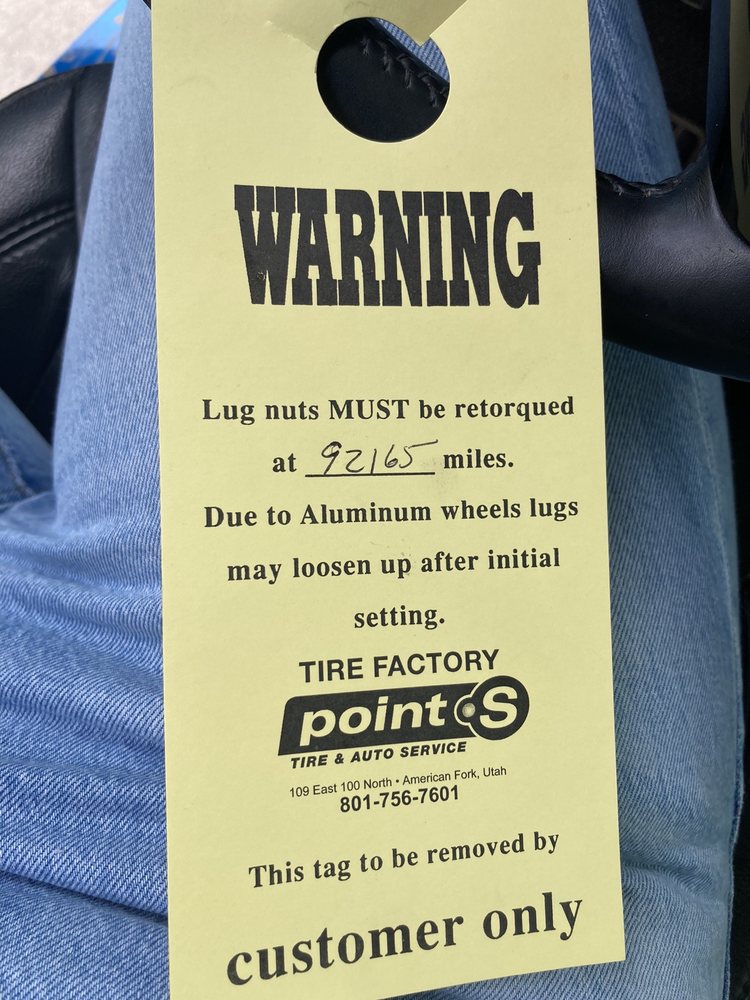 WARNING
Lug nuts MUST be retorqued
at 92165 miles.
Due to Aluminum wheels lugs
may loosen up after initial
setting.
TIRE FACTORY
point S
TIRE & AUTO SERVICE
109 East 100 North • American Fork, Utah
801-756-7601
This tag to be removed by
customer only